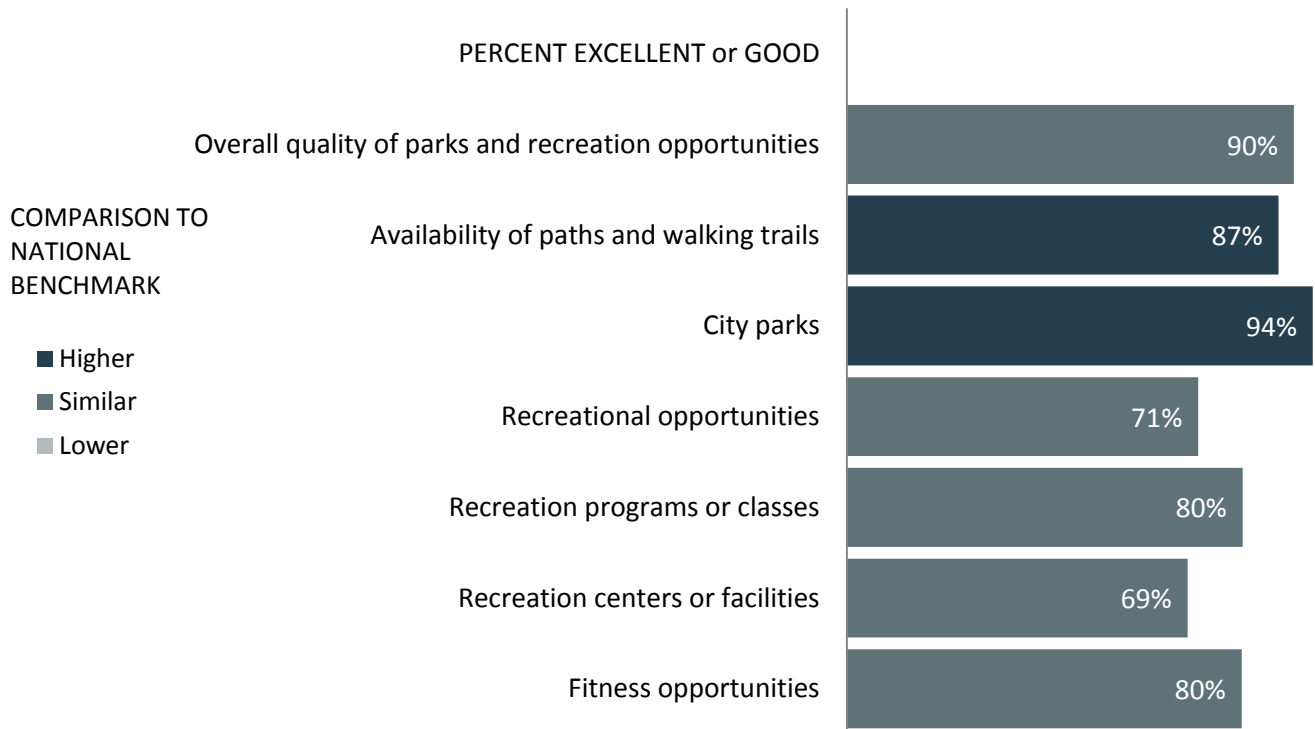 PERCENT EXCELLENT or GOOD
Overall quality of parks and recreation opportunities
90%
COMPARISON TO
NATIONAL
BENCHMARK
Higher
Similar
Lower
Availability of paths and walking trails
87%
City parks
94%
Recreational opportunities
71%
Recreation programs or classes
80%
Recreation centers or facilities
69%
Fitness opportunities
80%